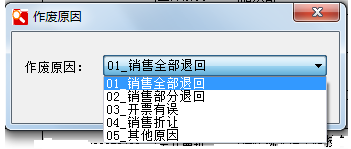 作废原因
作废原因：
01_销售全部退回
01_销售全部退回
02_销售部分退回
03_开票有误
04_销售折让
05_其他原因